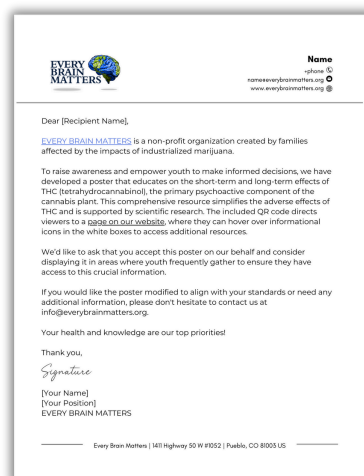 EVERY
BRAIN
MATTERS
Name
+phone
name@everybrainmatters.org
www.everybrainmatters.org
Dear [Recipient Name],
EVERY BRAIN MATTERS is a non-profit organization created by families
affected by the impacts of industrialized marijuana.
To raise awareness and empower youth to make informed decisions, we have
developed a poster that educates on the short-term and long-term effects of
THC (tetrahydrocannabinol), the primary psychoactive component of the
cannabis plant. This comprehensive resource simplifies the adverse effects of
THC and is supported by scientific research. The included QR code directs
viewers to a page on our website, where they can hover over informational
icons in the white boxes to access additional resources.
We'd like to ask that you accept this poster on our behalf and consider
displaying it in areas where youth frequently gather to ensure they have
access to this crucial information.
If you would like the poster modified to align with your standards or need any
additional information, please don't hesitate to contact us at
info@everybrainmatters.org.
Your health and knowledge are our top priorities!
Thank you,
Signature
[Your Name]
[Your Position]
EVERY BRAIN MATTERS
Every Brain Matters | 1411 Highway 50 W #1052 | Pueblo, CO 81003 US